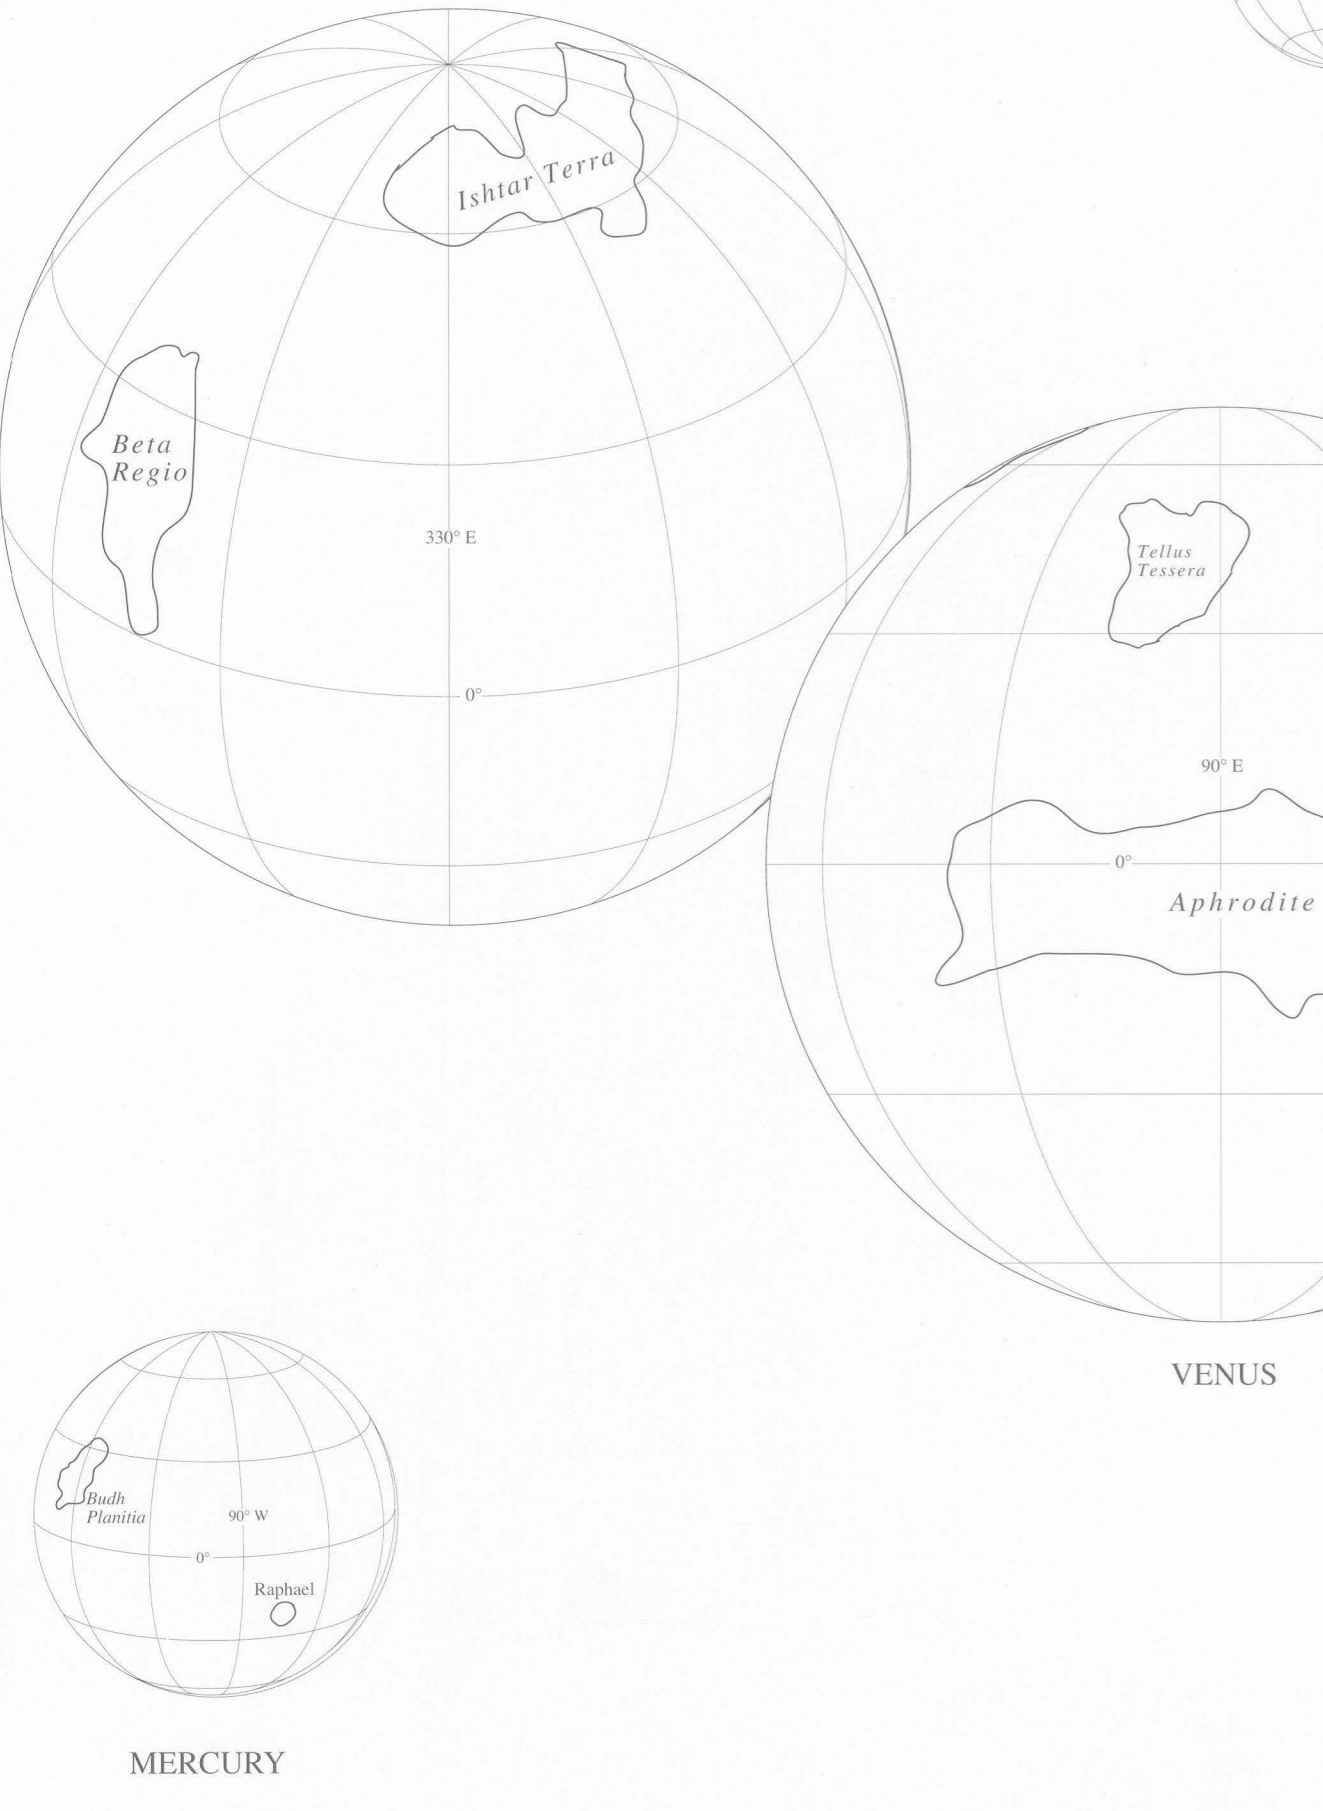 Ishtar Terra
Beta
Regio
330° E
0°
Tellus
Tessera
90° E
0°
Aphrodite
VENUS
Budh
Planitia
90° W
0°
Raphael
MERCURY